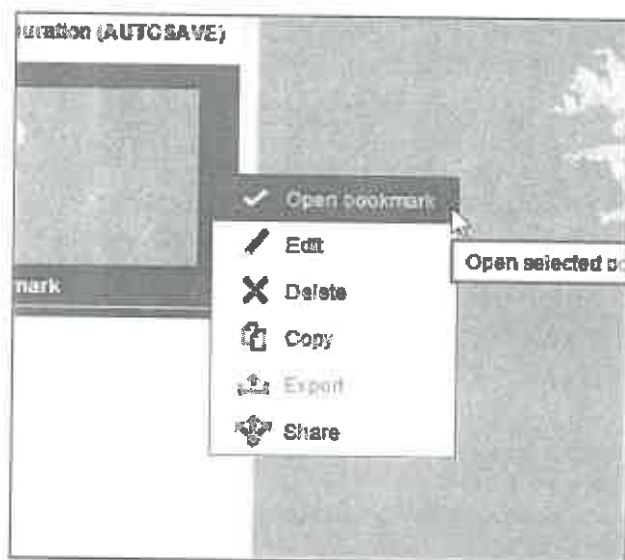 uration (AUTOSAVE)
mark
Open bookmark
Edit
Delete
Copy
Export
Share
Open selected bo